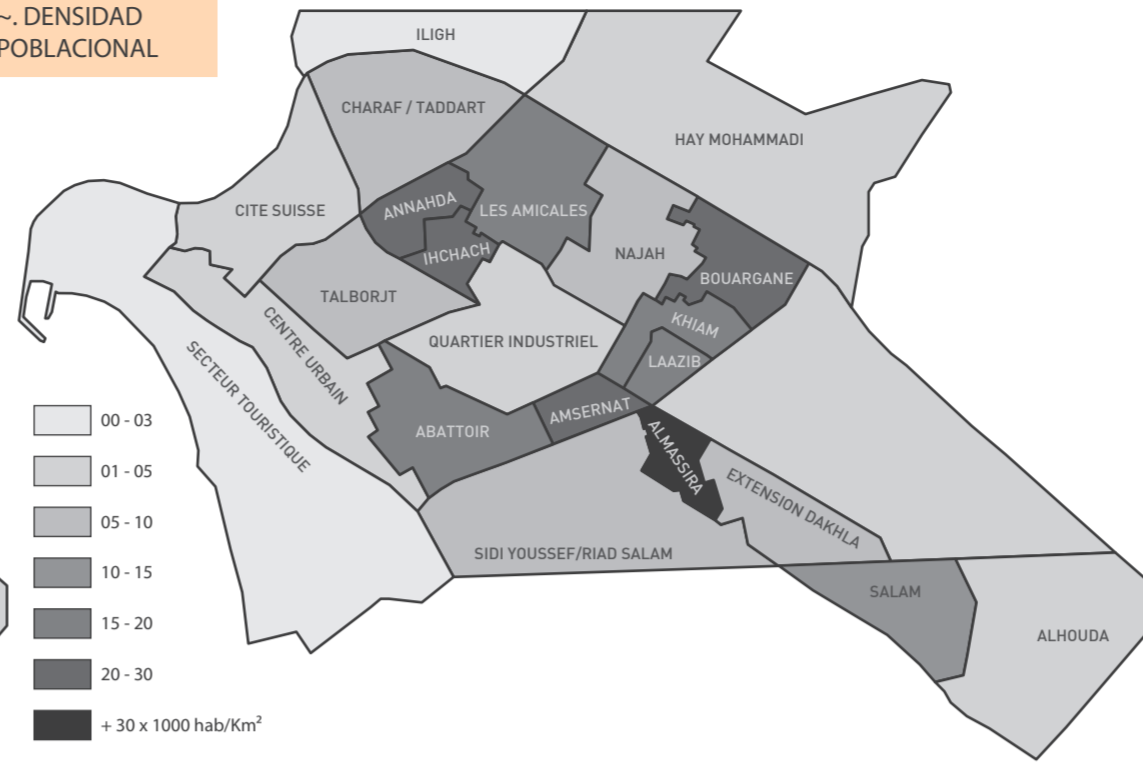 ~. DENSIDAD
POBLACIONAL
ILIGH
CHARAF / TADDART
HAY MOHAMMADI
ANNAHDA
LES AMICALES
CITE SUISSE
IHCHACH
NAJAH
BOUARGANE
TALBORJT
KHIAM
CENTRE URBAIN
QUARTIER INDUSTRIEL
LAAZIB
SECTEUR TOURISTIQUE
AMSERNAT
ABATTOIR
ALMASSIRA
EXTENSION DAKHLA
SIDI YOUSSEF/RIAD SALAM
SALAM
ALHOUDA
00 - 03
01 - 05
05 - 10
10 - 15
15 - 20
20 - 30
+ 30 x 1000 hab/Km²